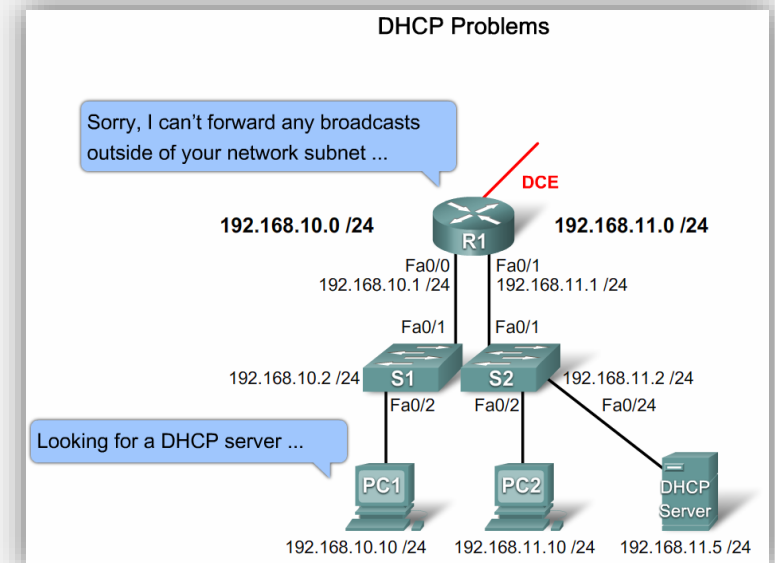 DHCP Problems
Sorry, I can't forward any broadcasts
outside of your network subnet ...
DCE
192.168.10.0 /24
192.168.11.0 /24
R1
Fa0/0
Fa0/1
192.168.10.1 /24
192.168.11.1 /24
Fa0/1
Fa0/1
192.168.10.2 /24
S1
S2
192.168.11.2 /24
Fa0/2
Fa0/2
Fa0/24
Looking for a DHCP server ...
PC1
PC2
DHCP
Server
192.168.10.10 /24
192.168.11.10 /24
192.168.11.5 /24